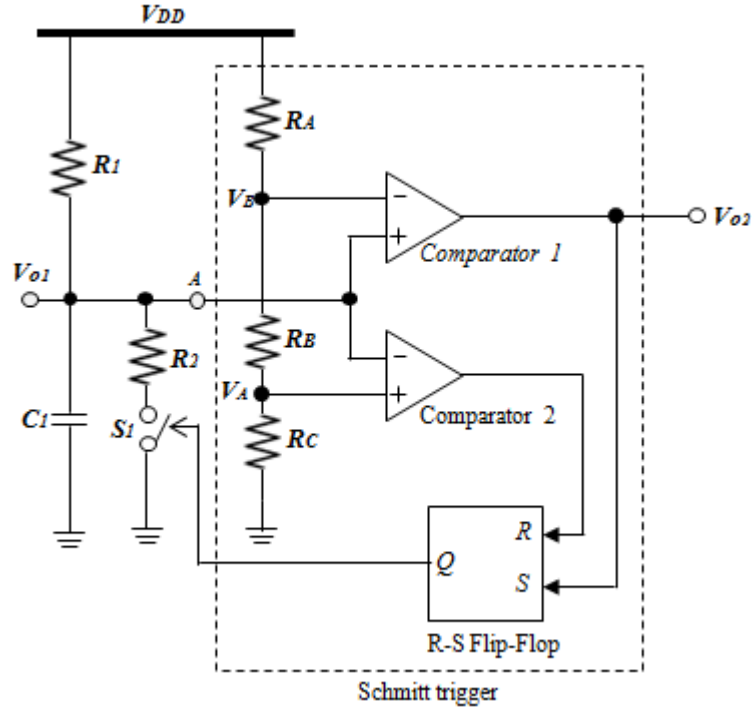 VDD
RA
R1
VB
−
+
Comparator 1
Vo2
Vo1
A
RB
R2
−
VA
+
Comparator 2
C1
S1
RC
R
Q
S
R-S Flip-Flop
Schmitt trigger